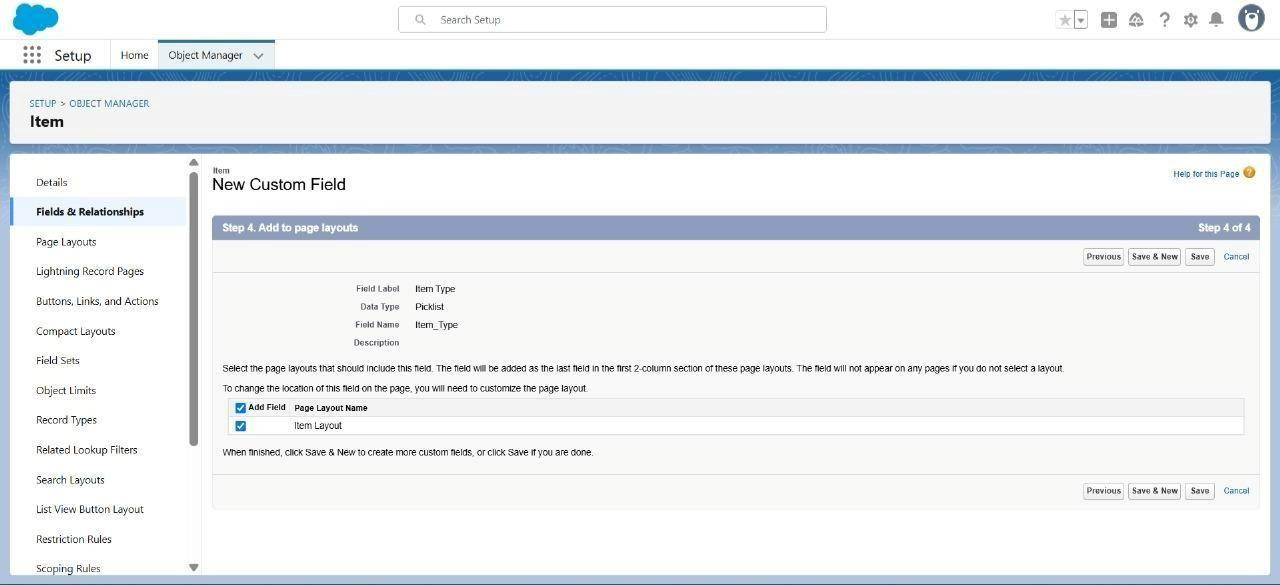 Search Setup
Setup
Home
Object Manager
SETUP > OBJECT MANAGER
Item
Details
Fields & Relationships
Page Layouts
Lightning Record Pages
Buttons, Links, and Actions
Compact Layouts
Field Sets
Object Limits
Record Types
Related Lookup Filters
Search Layouts
List View Button Layout
Restriction Rules
Scoping Rules
Item
New Custom Field
Help for this Page ?
Step 4. Add to page layouts
Step 4 of 4
Previous Save & New Save Cancel
Field Label Item Type
Data Type Picklist
Field Name Item_Type
Description
Select the page layouts that should include this field. The field will be added as the last field in the first 2-column section of these page layouts. The field will not appear on any pages if you do not select a layout.
To change the location of this field on the page, you will need to customize the page layout.
Add Field Page Layout Name
Item Layout
When finished, click Save & New to create more custom fields, or click Save if you are done.
Previous Save & New Save Cancel